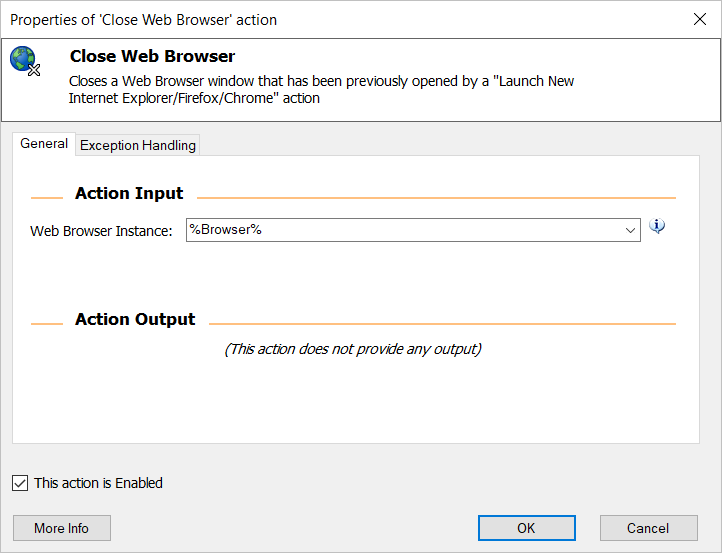 Properties of 'Close Web Browser' action
Close Web Browser
Closes a Web Browser window that has been previously opened by a "Launch New
Internet Explorer/Firefox/Chrome" action
General
Exception Handling
Action Input
Web Browser Instance:
%Browser%
Action Output
(This action does not provide any output)
This action is Enabled
More Info
OK
Cancel